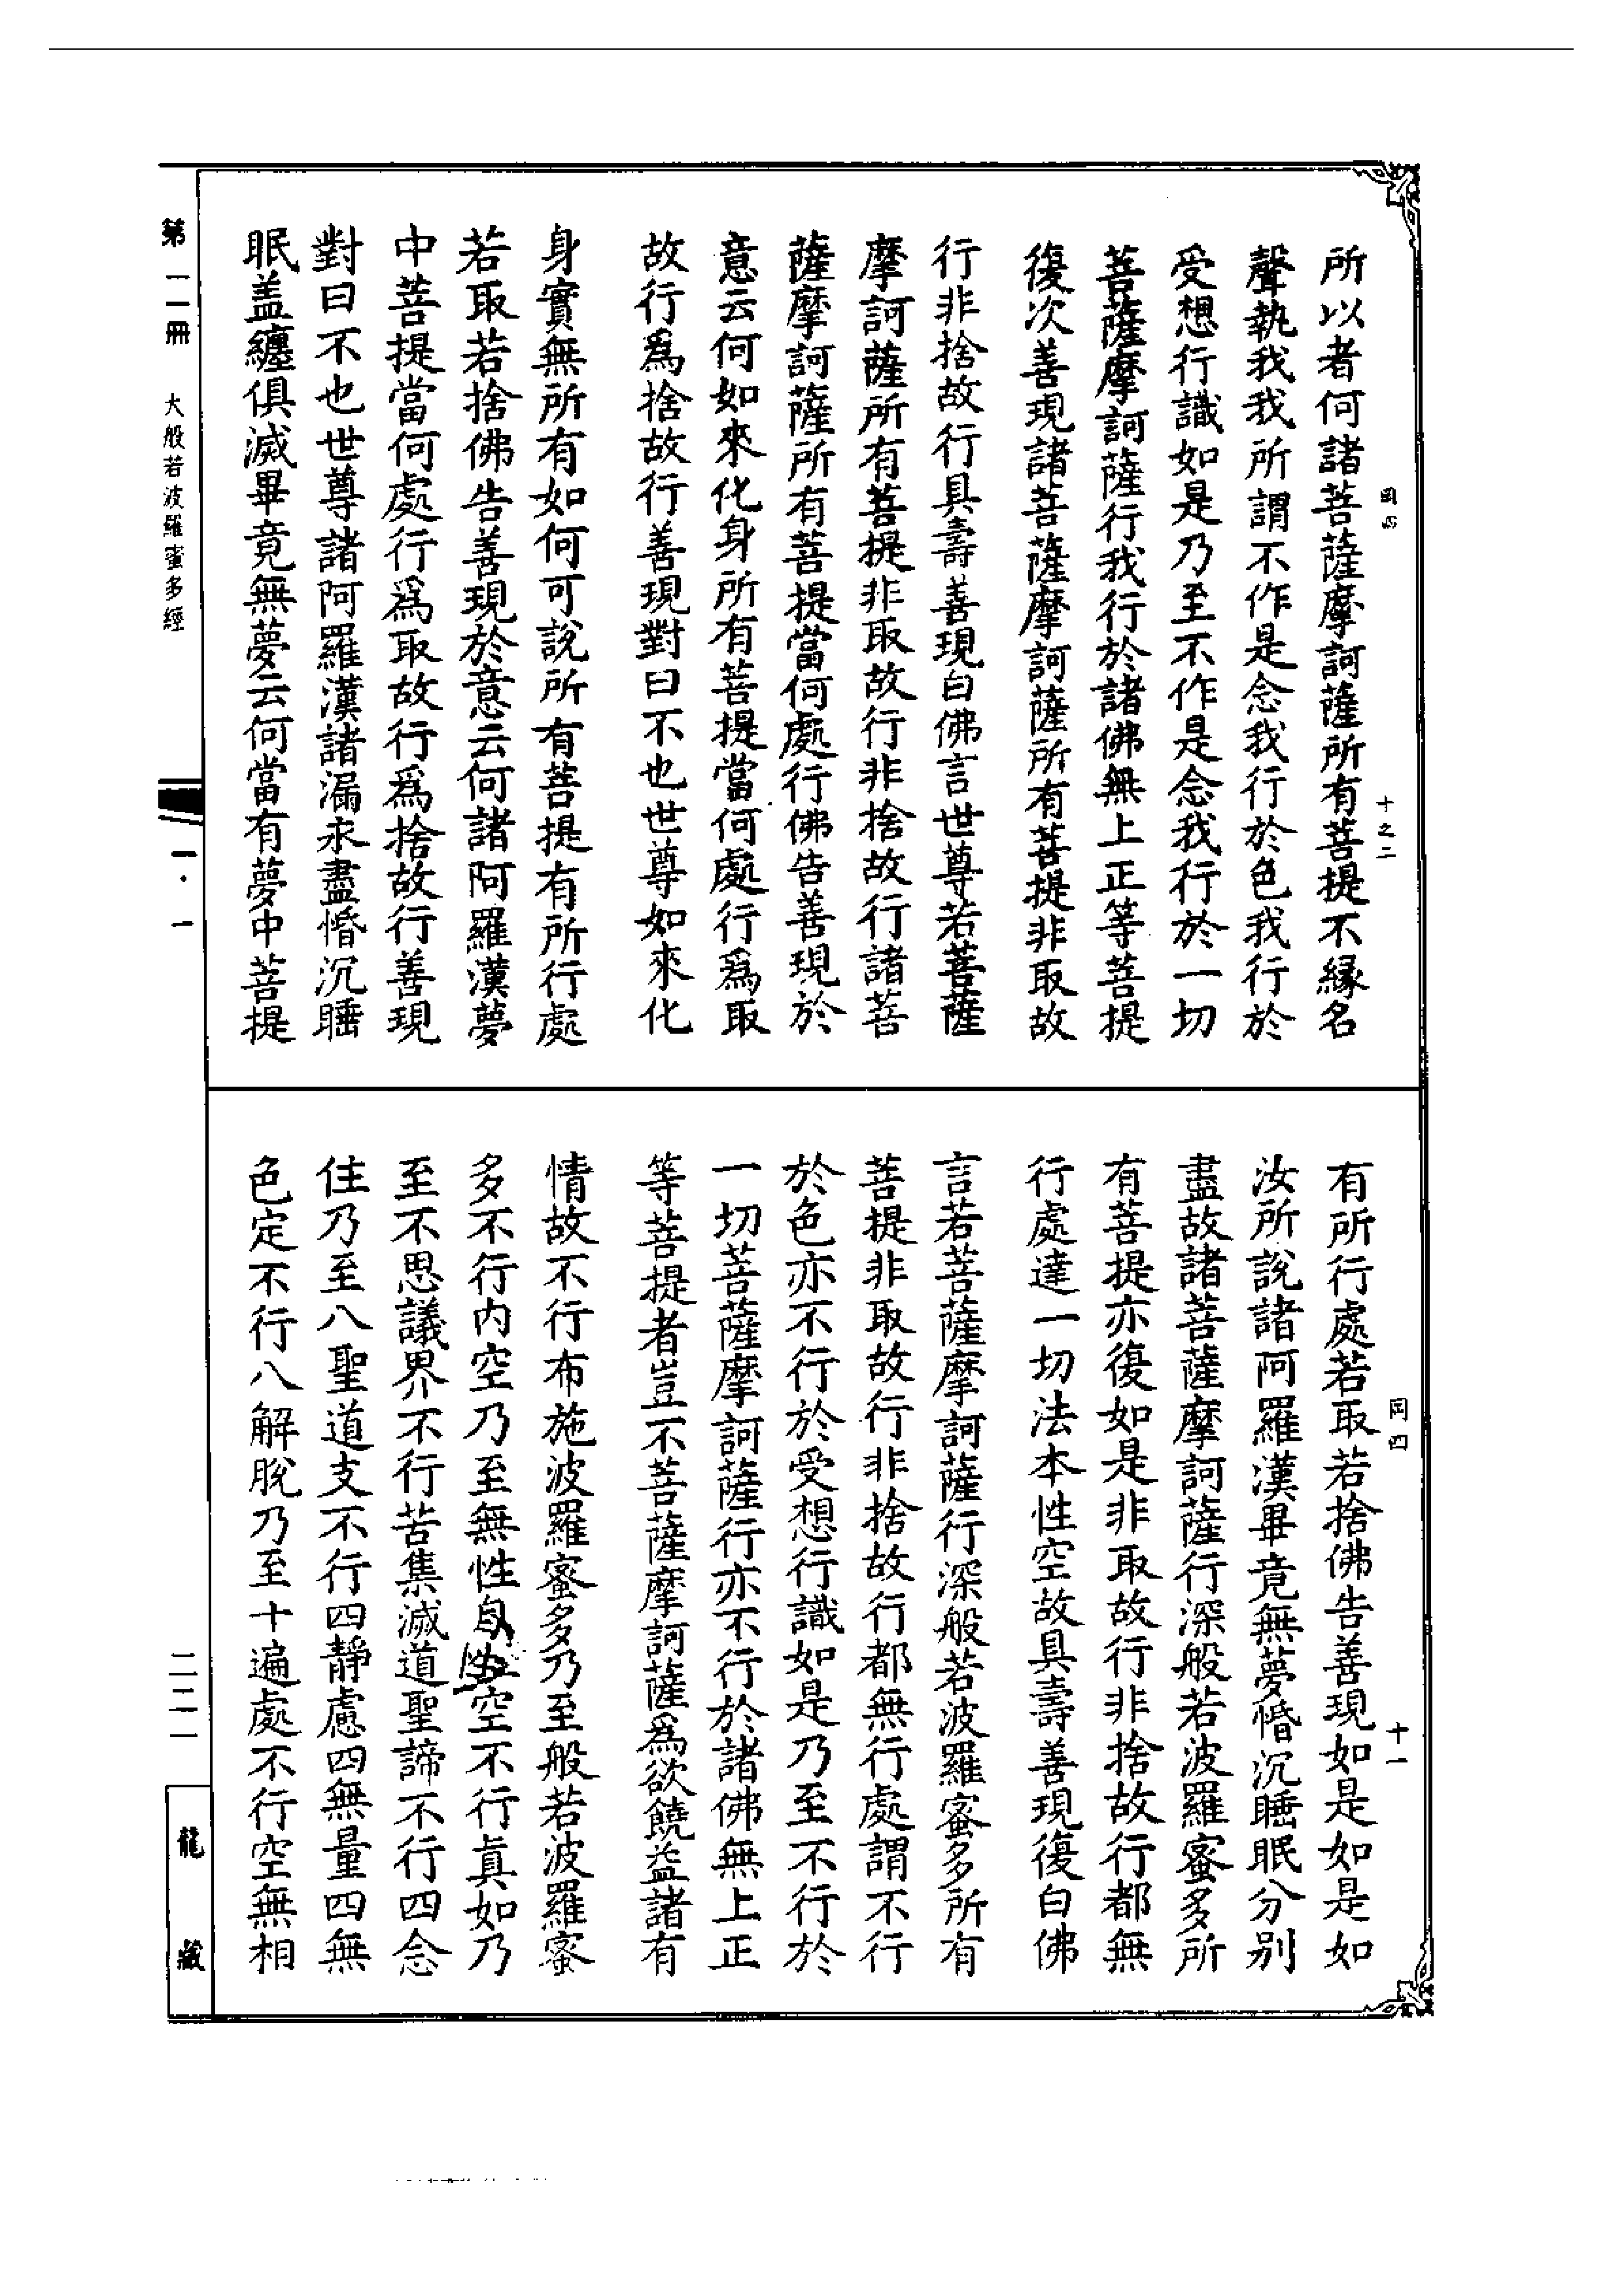 岡四
十之二
所以者何諸菩薩摩訶薩所有菩提不緣名
聲執我我所謂不作是念我行於色我行於
受想行識如是乃至不作是念我行於一切
菩薩摩訶薩行我行於諸佛無上正等菩提
復次善現諸菩薩摩訶薩所有菩提非取故
行非捨故行具壽善現白佛言世尊若菩薩
摩訶薩所有菩提非取故行非捨故行諸菩
薩摩訶薩所有菩提當何處行佛告善現於
意云何如來化身所有菩提當何處行爲取
故行爲捨故行善現對曰不也世尊如來化
身實無所有如何可說所有菩提有所行處
若取若捨佛告善現於意云何諸阿羅漢夢
中菩提當何處行爲取故行爲捨故行善現
對曰不也世尊諸阿羅漢諸漏永盡惛沉睡
眠盖纏俱滅畢竟無夢云何當有夢中菩提
岡四
十一
有所行處若取若捨佛告善現如是如是如
汝所說諸阿羅漢畢竟無夢惛沉睡眠分别
盡故諸菩薩摩訶薩行深般若波羅蜜多所
有菩提亦復如是非取故行非捨故行都無
行處達一切法本性空故具壽善現復白佛
言若菩薩摩訶薩行深般若波羅蜜多所有
菩提非取故行非捨故行都無行處謂不行
於色亦不行於受想行識如是乃至不行於
一切菩薩摩訶薩行亦不行於諸佛無上正
等菩提者豈不菩薩摩訶薩爲欲饒益諸有
情故不行布施波羅蜜多乃至般若波羅蜜
多不行内空乃至無性自性空不行真如乃
至不思議界不行苦集滅道聖諦不行四念
住乃至八聖道支不行四靜慮四無量四無
色定不行八解脫乃至十遍處不行空無相
第一一冊
大般若波羅蜜多經
一·一
二二一
龍藏